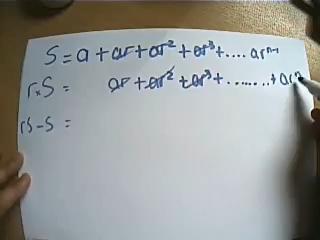 S = a + ar + ar² + ar³ + .... arⁿ⁻¹
r×S = ar + ar² + ar³ + ........ + arⁿ
rS - S =